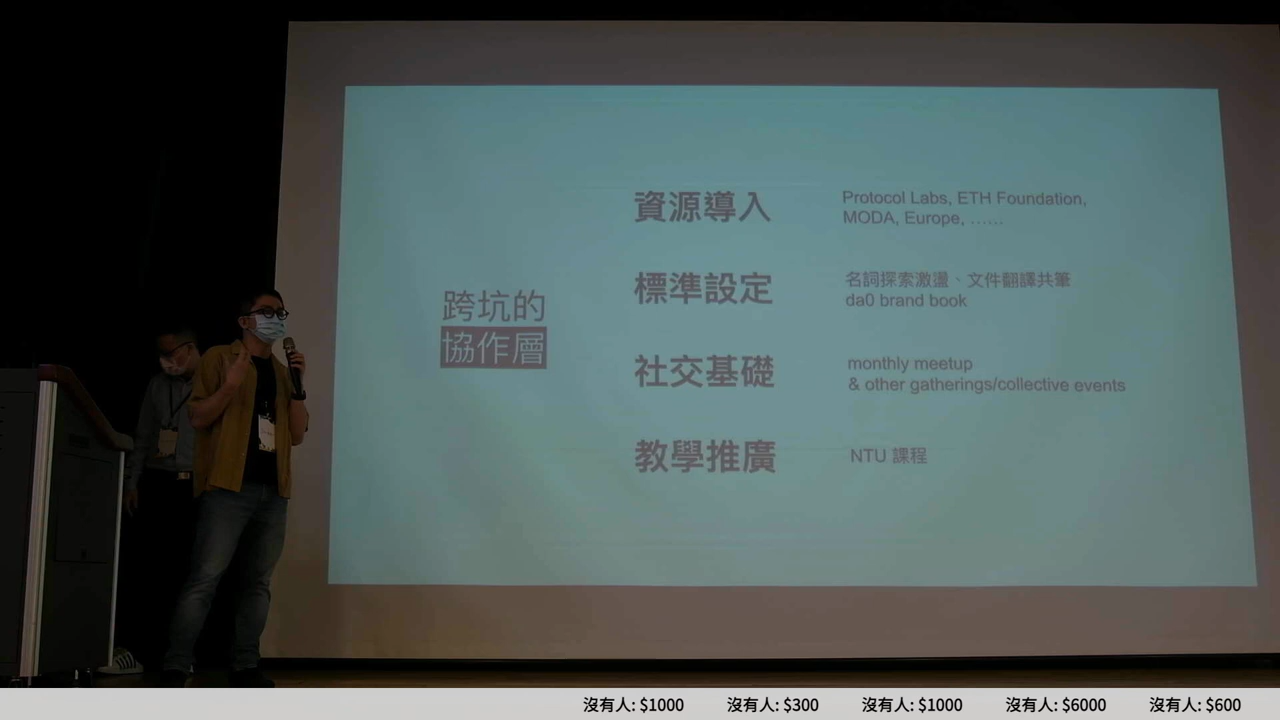 跨坑的
協作層
資源導入
Protocol Labs, ETH Foundation,
MODA, Europe, ……
標準設定
名詞探索激盪、文件翻譯共筆
da0 brand book
社交基礎
monthly meetup
& other gatherings/collective events
教學推廣
NTU 課程
沒有人: $1000 沒有人: $300 沒有人: $1000 沒有人: $6000 沒有人: $600